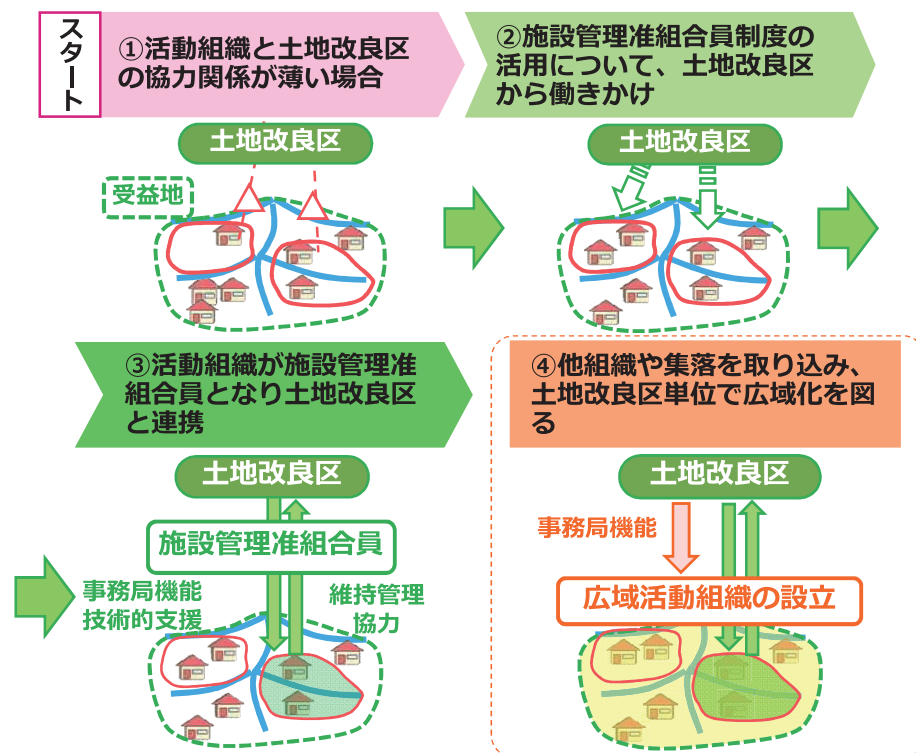 スタート
①活動組織と土地改良区
の協力関係が薄い場合
②施設管理准組合員制度の
活用について、土地改良区
から働きかけ
土地改良区
受益地
土地改良区
③活動組織が施設管理准
組合員となり土地改良区
と連携
④他組織や集落を取り込み、
土地改良区単位で広域化を図
る
土地改良区
施設管理准組合員
事務局機能
技術的支援
維持管理
協力
土地改良区
事務局機能
広域活動組織の設立